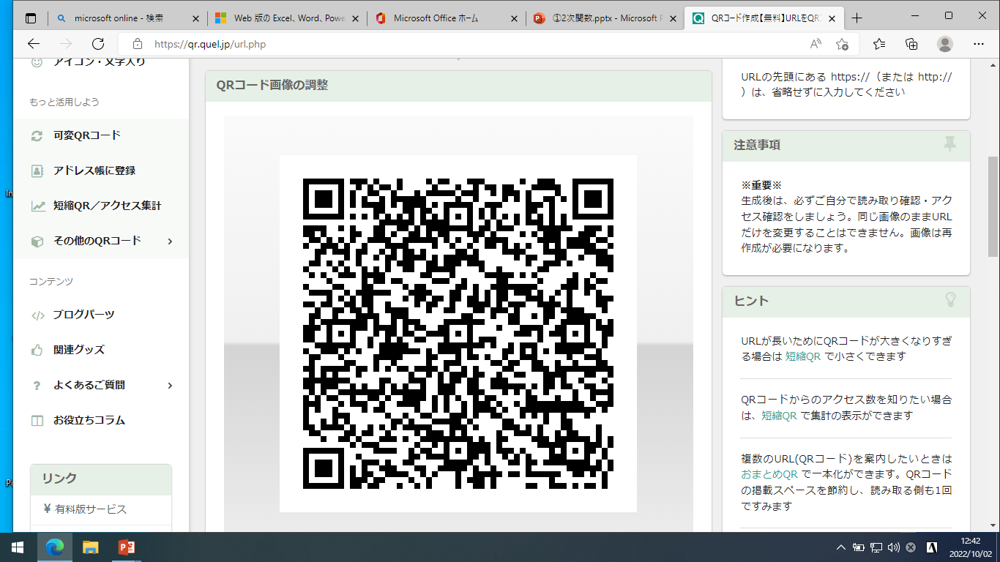 microsoft online - 検索
Web 版の Excel、Word、Powe
Microsoft Office ホーム
①2次関数.pptx - Microsoft P
QRコード作成【無料】URLをQR
https://qr.quel.jp/url.php
アイコン・文字入り
もっと活用しよう
可変QRコード
アドレス帳に登録
短縮QR／アクセス集計
その他のQRコード
コンテンツ
ブログパーツ
関連グッズ
よくあるご質問
お役立ちコラム
リンク
有料版サービス
QRコード画像の調整
URLの先頭にある https://（または http://
）は、省略せずに入力してください
注意事項
※重要※
生成後は、必ずご自分で読み取り確認・アク
セス確認をしましょう。同じ画像のままURL
だけを変更することはできません。画像は再
作成が必要になります。
ヒント
URLが長いためにQRコードが大きくなりすぎ
る場合は 短縮QR で小さくできます
QRコードからのアクセス数を知りたい場合
は、短縮QR で集計の表示ができます
複数のURL(QRコード)を案内したいときは
おまとめQR で一本化ができます。QRコード
の掲載スペースを節約し、読み取る側も1回
ですみます
A
12:42
2022/10/02